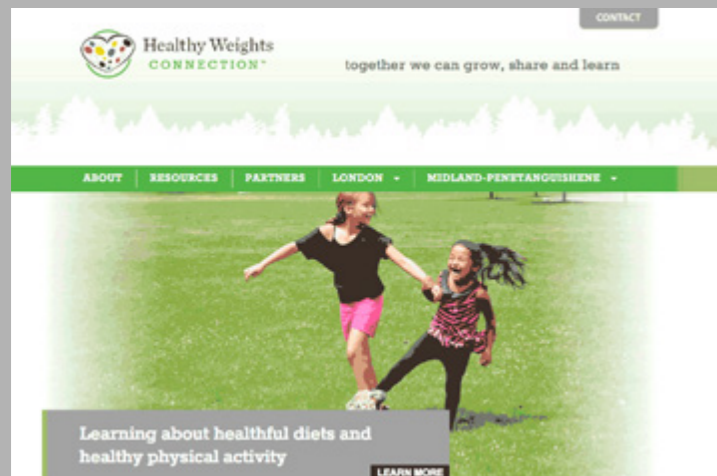 CONTACT
Healthy Weights
CONNECTION™
together we can grow, share and learn
ABOUT RESOURCES PARTNERS LONDON MIDLAND-PENETANGUISHENE
Learning about healthful diets and
healthy physical activity
LEARN MORE